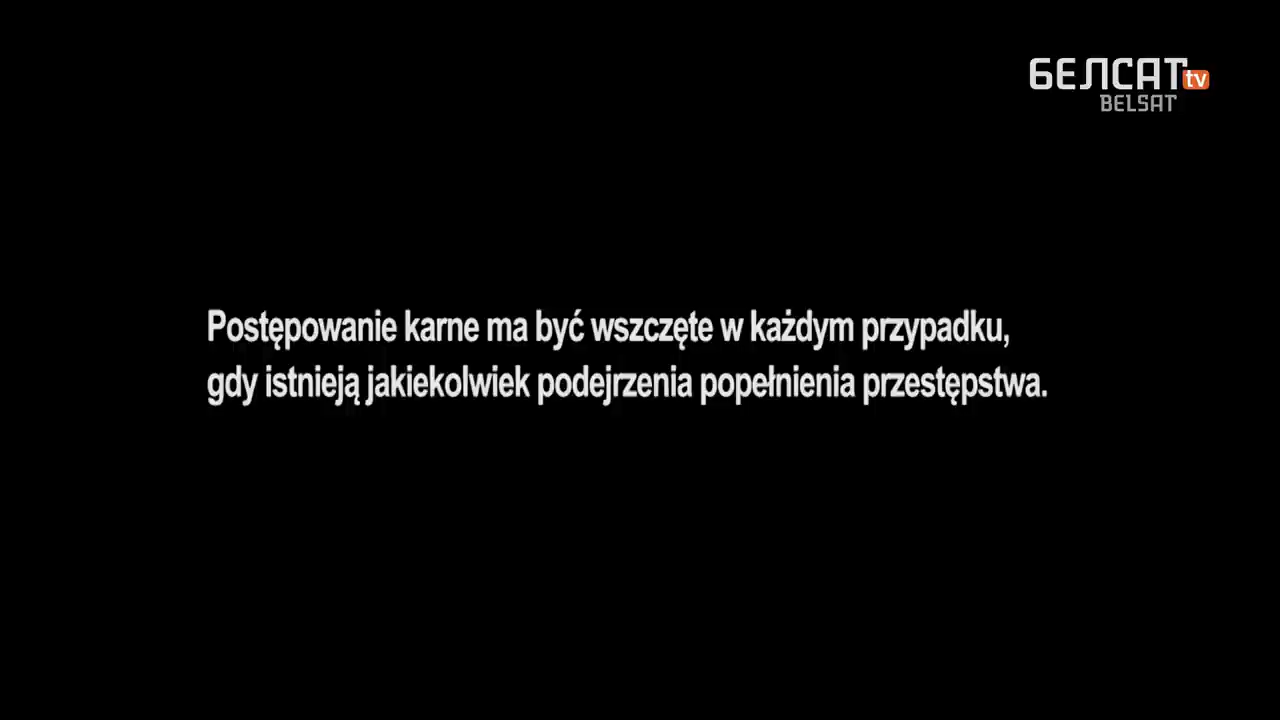 БЕЛСАТ tv
BELSAT
Postępowanie karne ma być wszczęte w każdym przypadku,
gdy istnieją jakiekolwiek podejrzenia popełnienia przestępstwa.